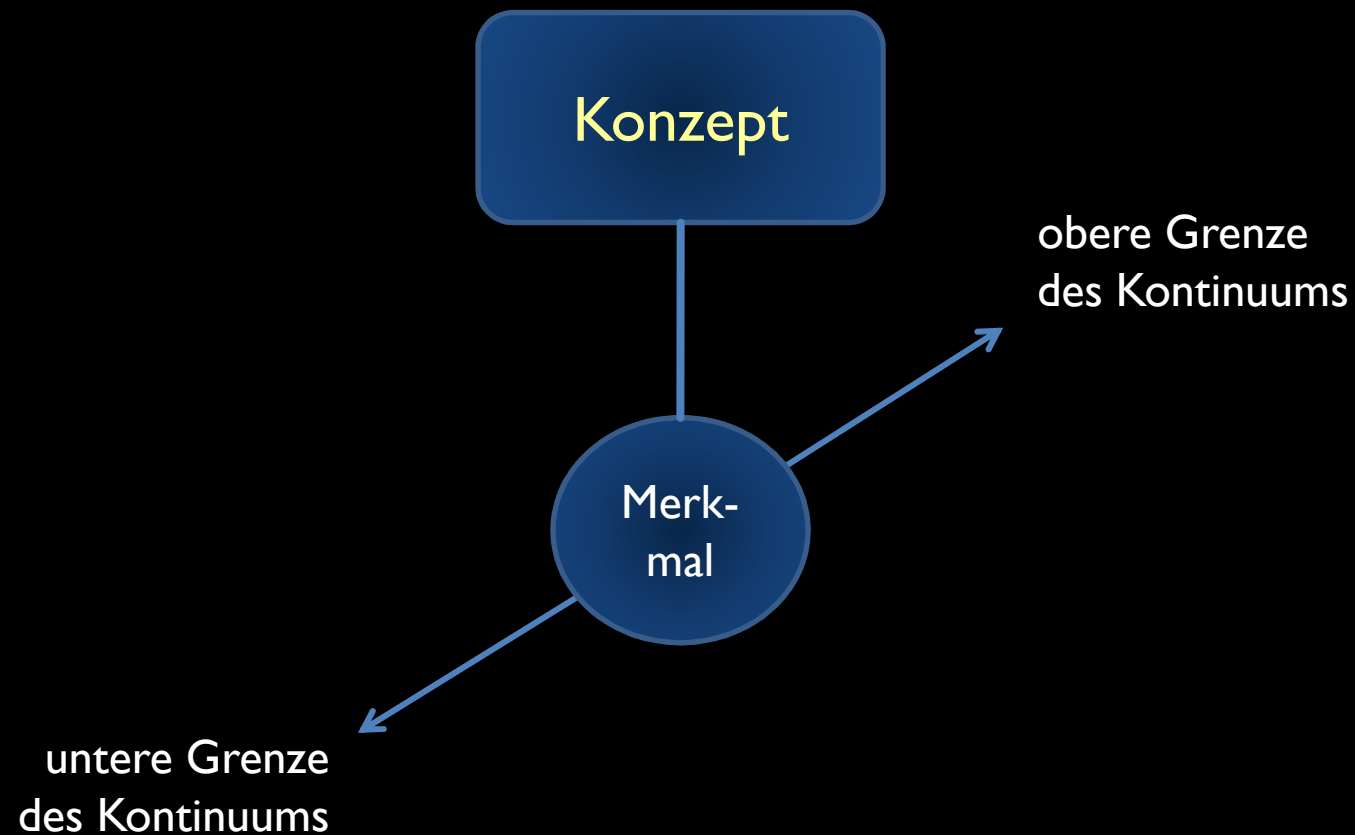 Konzept
obere Grenze
des Kontinuums
Merk-
mal
untere Grenze
des Kontinuums